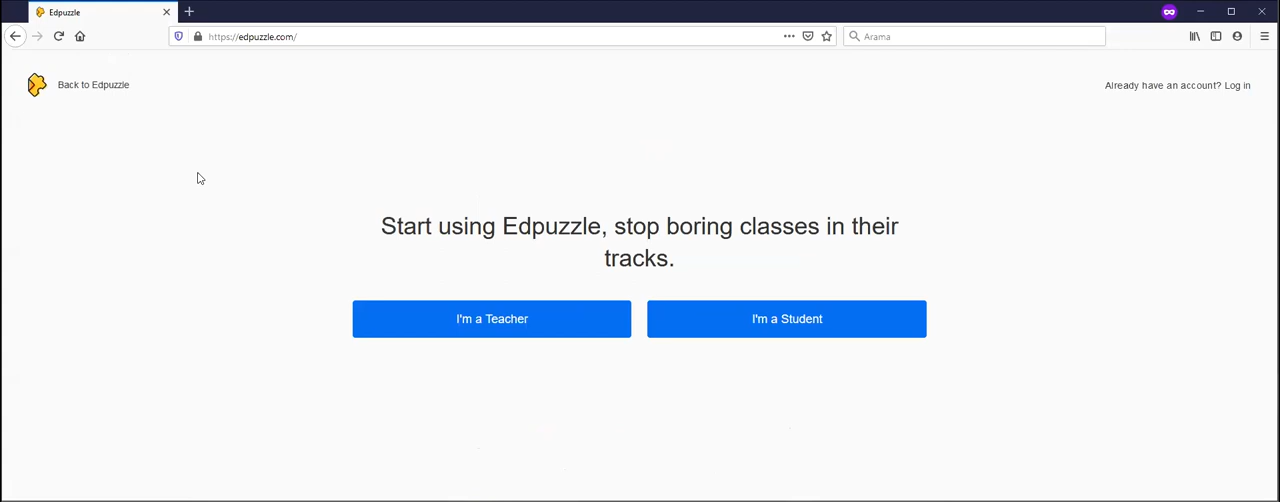 Edpuzzle
https://edpuzzle.com/
Arama
Back to Edpuzzle
Already have an account? Log in
Start using Edpuzzle, stop boring classes in their
tracks.
I'm a Teacher
I'm a Student